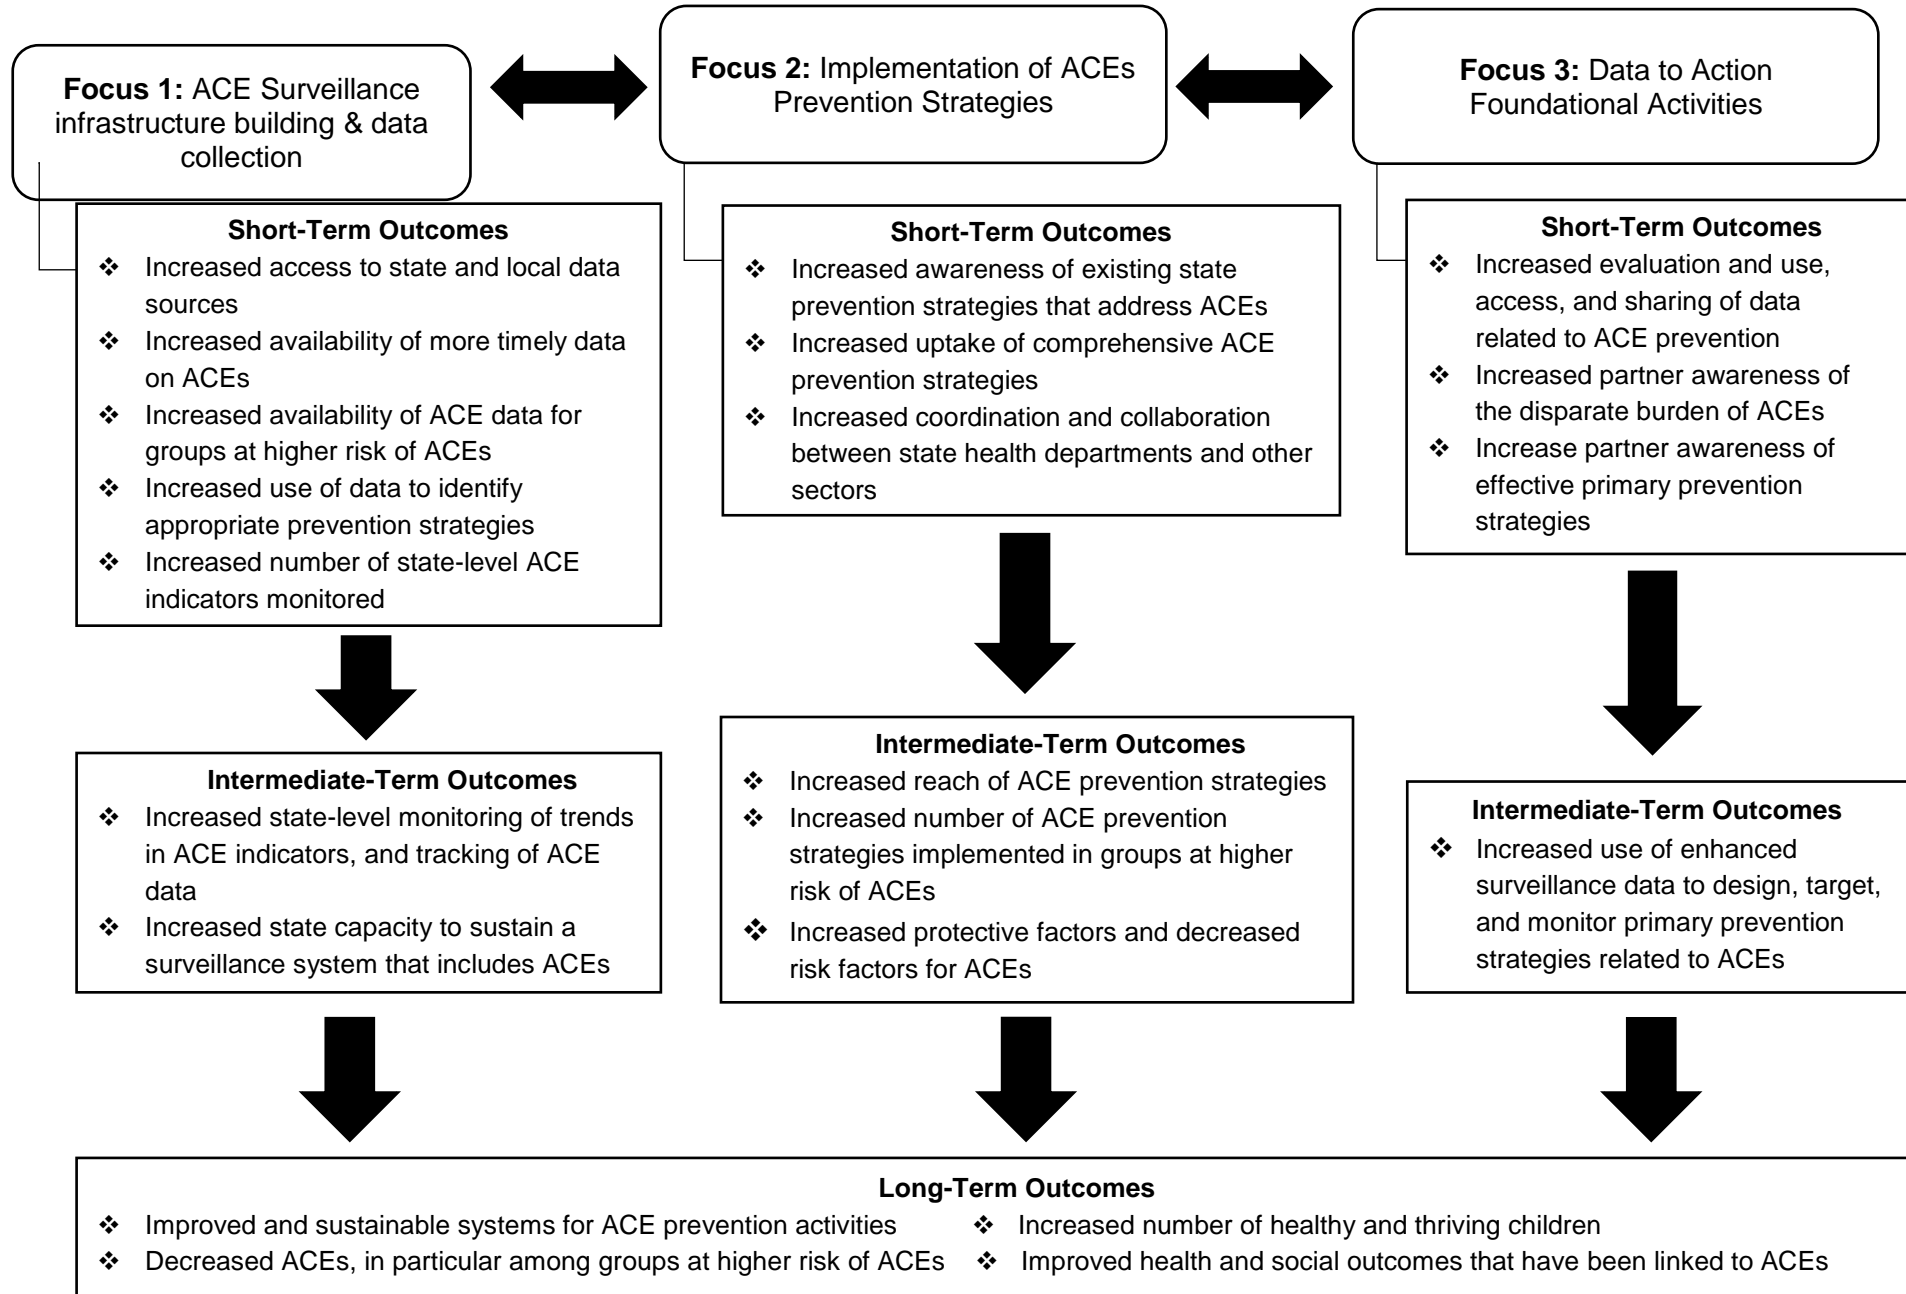 Focus 1: ACE Surveillance
infrastructure building & data
collection
Focus 2: Implementation of ACEs
Prevention Strategies
Focus 3: Data to Action
Foundational Activities
Short-Term Outcomes
❖ Increased access to state and local data
sources
❖ Increased availability of more timely data
on ACEs
❖ Increased availability of ACE data for
groups at higher risk of ACEs
❖ Increased use of data to identify
appropriate prevention strategies
❖ Increased number of state-level ACE
indicators monitored
Short-Term Outcomes
❖ Increased awareness of existing state
prevention strategies that address ACEs
❖ Increased uptake of comprehensive ACE
prevention strategies
❖ Increased coordination and collaboration
between state health departments and other
sectors
Short-Term Outcomes
❖ Increased evaluation and use,
access, and sharing of data
related to ACE prevention
❖ Increased partner awareness of
the disparate burden of ACEs
❖ Increase partner awareness of
effective primary prevention
strategies
Intermediate-Term Outcomes
❖ Increased state-level monitoring of trends
in ACE indicators, and tracking of ACE
data
❖ Increased state capacity to sustain a
surveillance system that includes ACEs
Intermediate-Term Outcomes
❖ Increased reach of ACE prevention strategies
❖ Increased number of ACE prevention
strategies implemented in groups at higher
risk of ACEs
❖ Increased protective factors and decreased
risk factors for ACEs
Intermediate-Term Outcomes
❖ Increased use of enhanced
surveillance data to design, target,
and monitor primary prevention
strategies related to ACEs
Long-Term Outcomes
❖ Improved and sustainable systems for ACE prevention activities
❖ Decreased ACEs, in particular among groups at higher risk of ACEs
❖ Increased number of healthy and thriving children
❖ Improved health and social outcomes that have been linked to ACEs